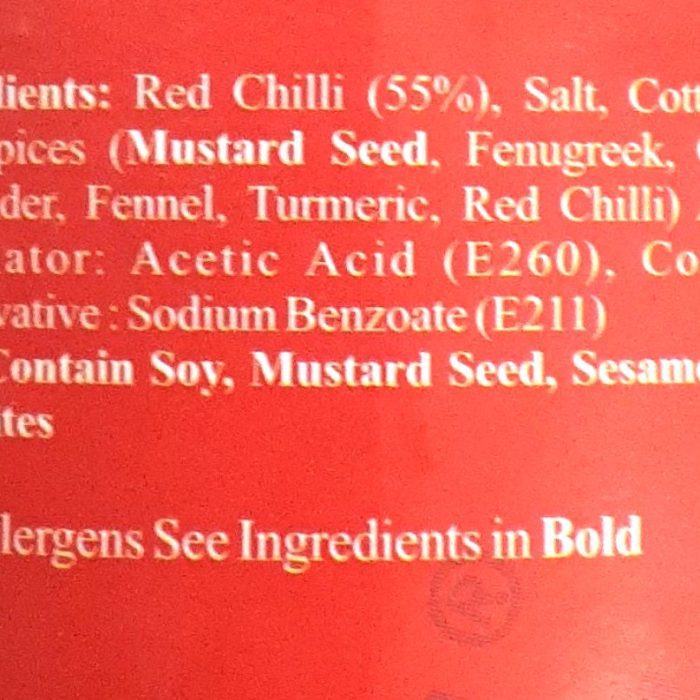 dients: Red Chilli (55%), Salt, Cott
pices (Mustard Seed, Fenugreek,
der, Fennel, Turmeric, Red Chilli)
ator: Acetic Acid (E260), Co
vative : Sodium Benzoate (E211)
Contain Soy, Mustard Seed, Sesame
tes
lergens See Ingredients in Bold